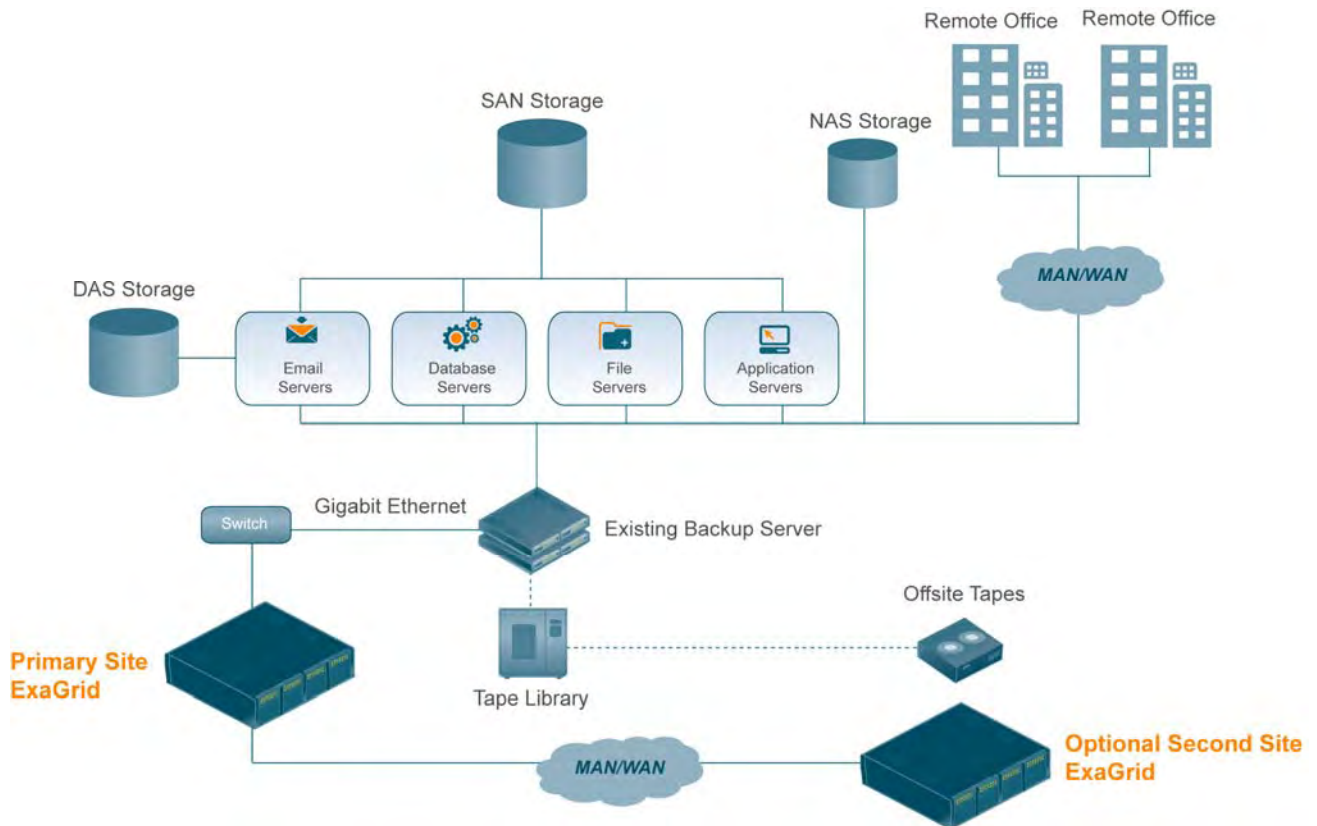 Remote Office
Remote Office
SAN Storage
NAS Storage
MAN/WAN
DAS Storage
Email
Servers
Database
Servers
File
Servers
Application
Servers
Gigabit Ethernet
Switch
Existing Backup Server
Offsite Tapes
Primary Site
ExaGrid
Tape Library
Optional Second Site
ExaGrid
MAN/WAN